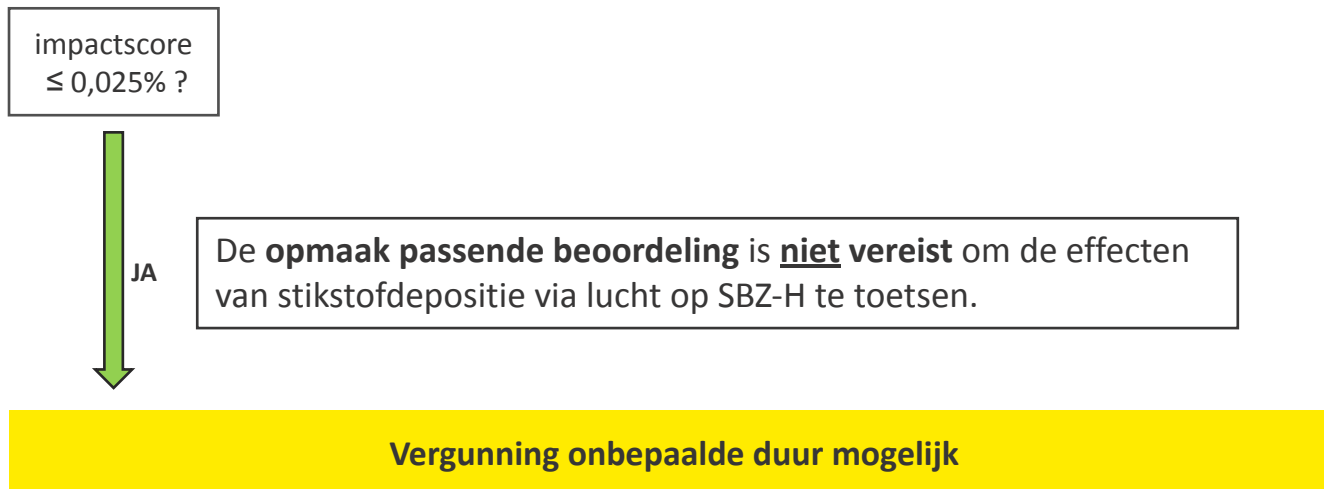 impactscore
≤ 0,025% ?
JA
De opmaak passende beoordeling is niet vereist om de effecten
van stikstofdepositie via lucht op SBZ-H te toetsen.
Vergunning onbepaalde duur mogelijk